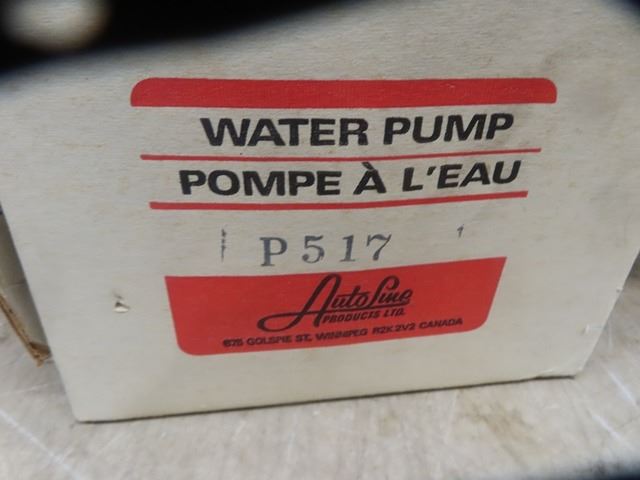 WATER PUMP
POMPE À L'EAU
P517
AutoLine
PRODUCTS LTD.
675 GOLSPIE ST. WINNIPEG R2K 2V2 CANADA